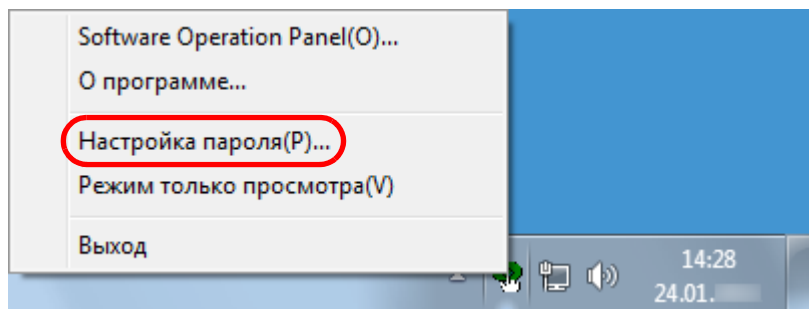 Software Operation Panel(O)...
О программе...
Настройка пароля(P)...
Режим только просмотра(V)
Выход
14:28
24.01.